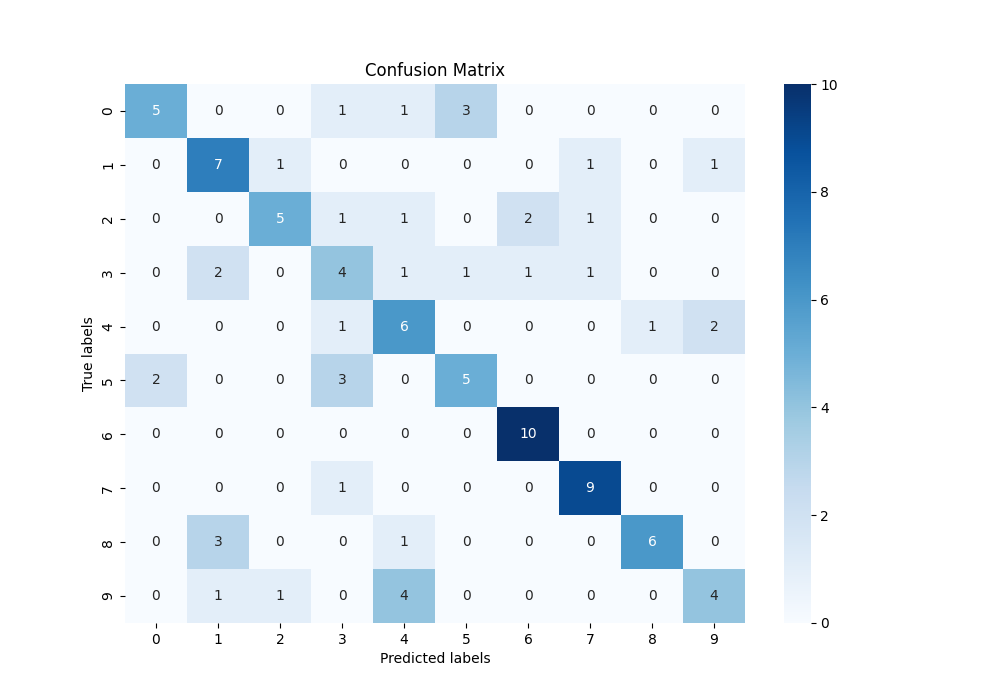 Confusion Matrix
0 5 0 0 1 1 3 0 0 0 0
1 0 7 1 0 0 0 0 1 0 1
2 0 0 5 1 1 0 2 1 0 0
3 0 2 0 4 1 1 1 1 0 0
4 0 0 0 1 6 0 0 0 1 2
5 2 0 0 3 0 5 0 0 0 0
6 0 0 0 0 0 0 10 0 0 0
7 0 0 0 1 0 0 0 9 0 0
8 0 3 0 0 1 0 0 0 6 0
9 0 1 1 0 4 0 0 0 0 4
0 1 2 3 4 5 6 7 8 9
Predicted labels
True labels
10
8
6
4
2
0